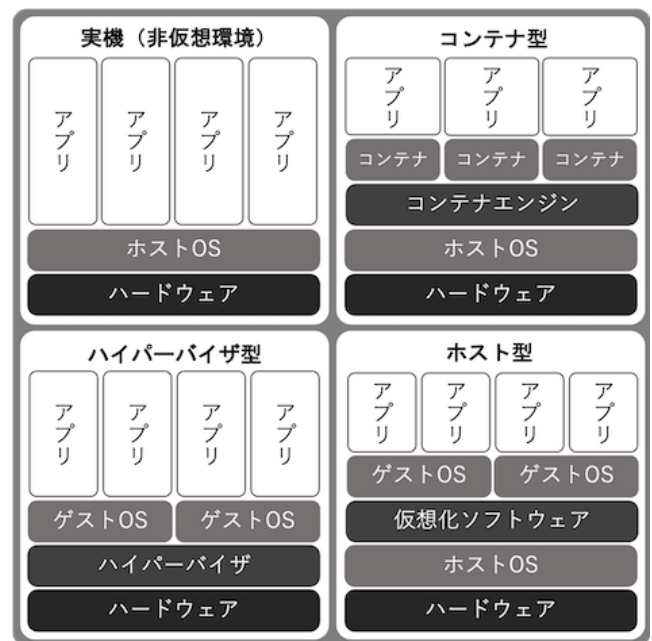 実機（非仮想環境）
アプリ
アプリ
アプリ
アプリ
ホストOS
ハードウェア
コンテナ型
アプリ
アプリ
アプリ
コンテナ
コンテナ
コンテナ
コンテナエンジン
ホストOS
ハードウェア
ハイパーバイザ型
アプリ
アプリ
アプリ
アプリ
ゲストOS
ゲストOS
ハイパーバイザ
ハードウェア
ホスト型
アプリ
アプリ
アプリ
アプリ
ゲストOS
ゲストOS
仮想化ソフトウェア
ホストOS
ハードウェア